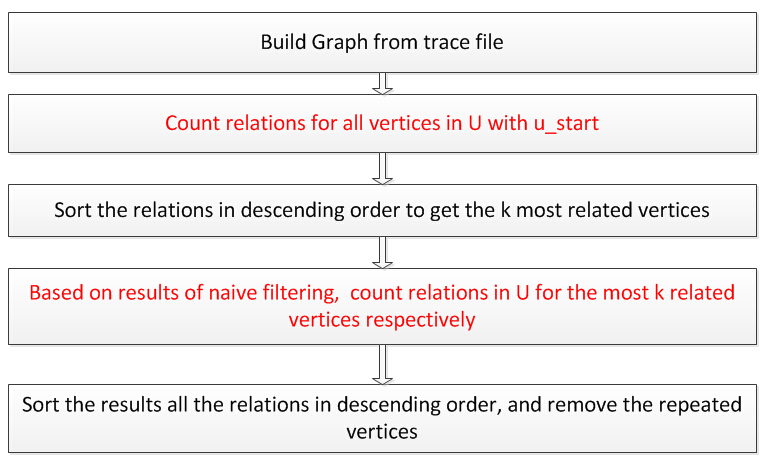 Build Graph from trace file
Count relations for all vertices in U with u_start
Sort the relations in descending order to get the k most related vertices
Based on results of naive filtering, count relations in U for the most k related
vertices respectively
Sort the results all the relations in descending order, and remove the repeated
vertices